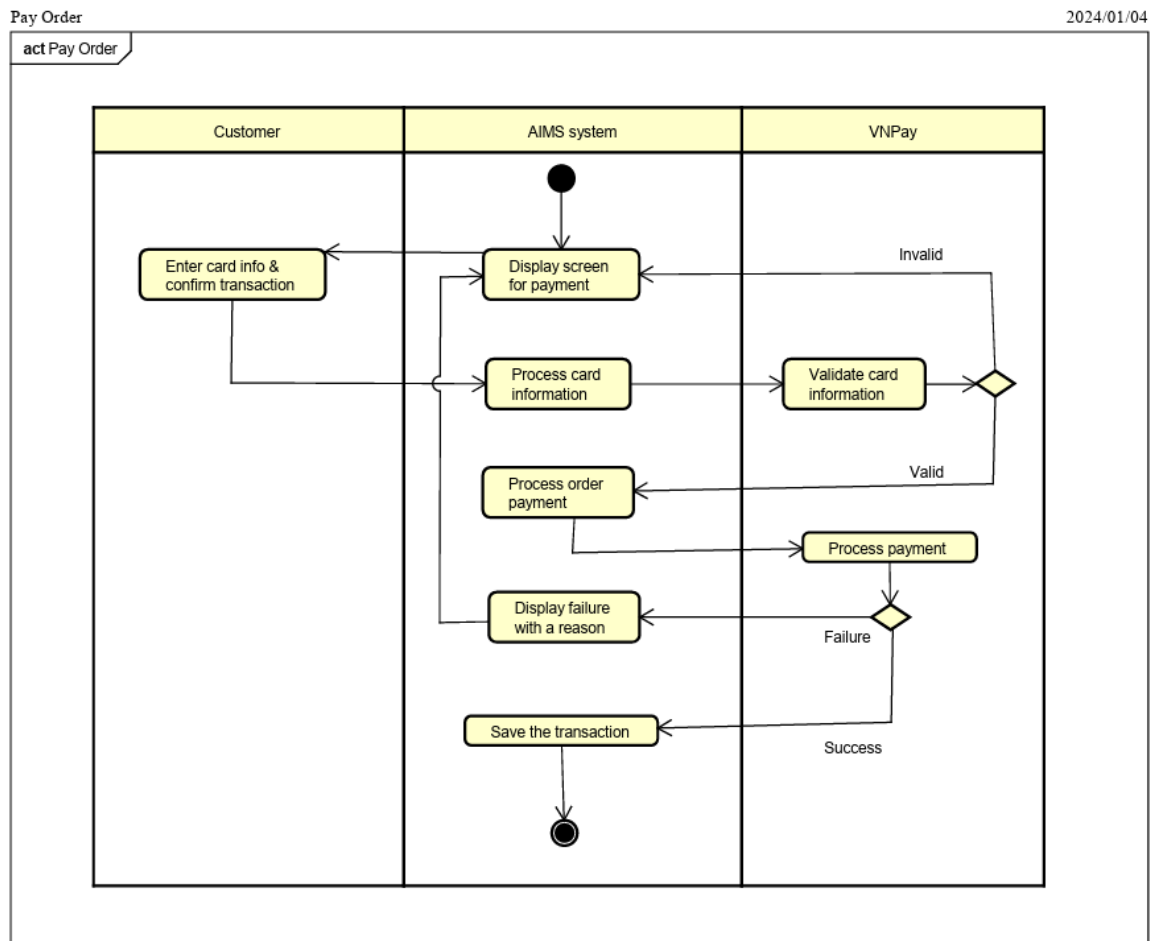 Pay Order
2024/01/04
act Pay Order
Customer
AIMS system
VNPay
Enter card info &
confirm transaction
Display screen
for payment
Invalid
Process card
information
Validate card
information
Process order
payment
Valid
Process payment
Display failure
with a reason
Failure
Save the transaction
Success